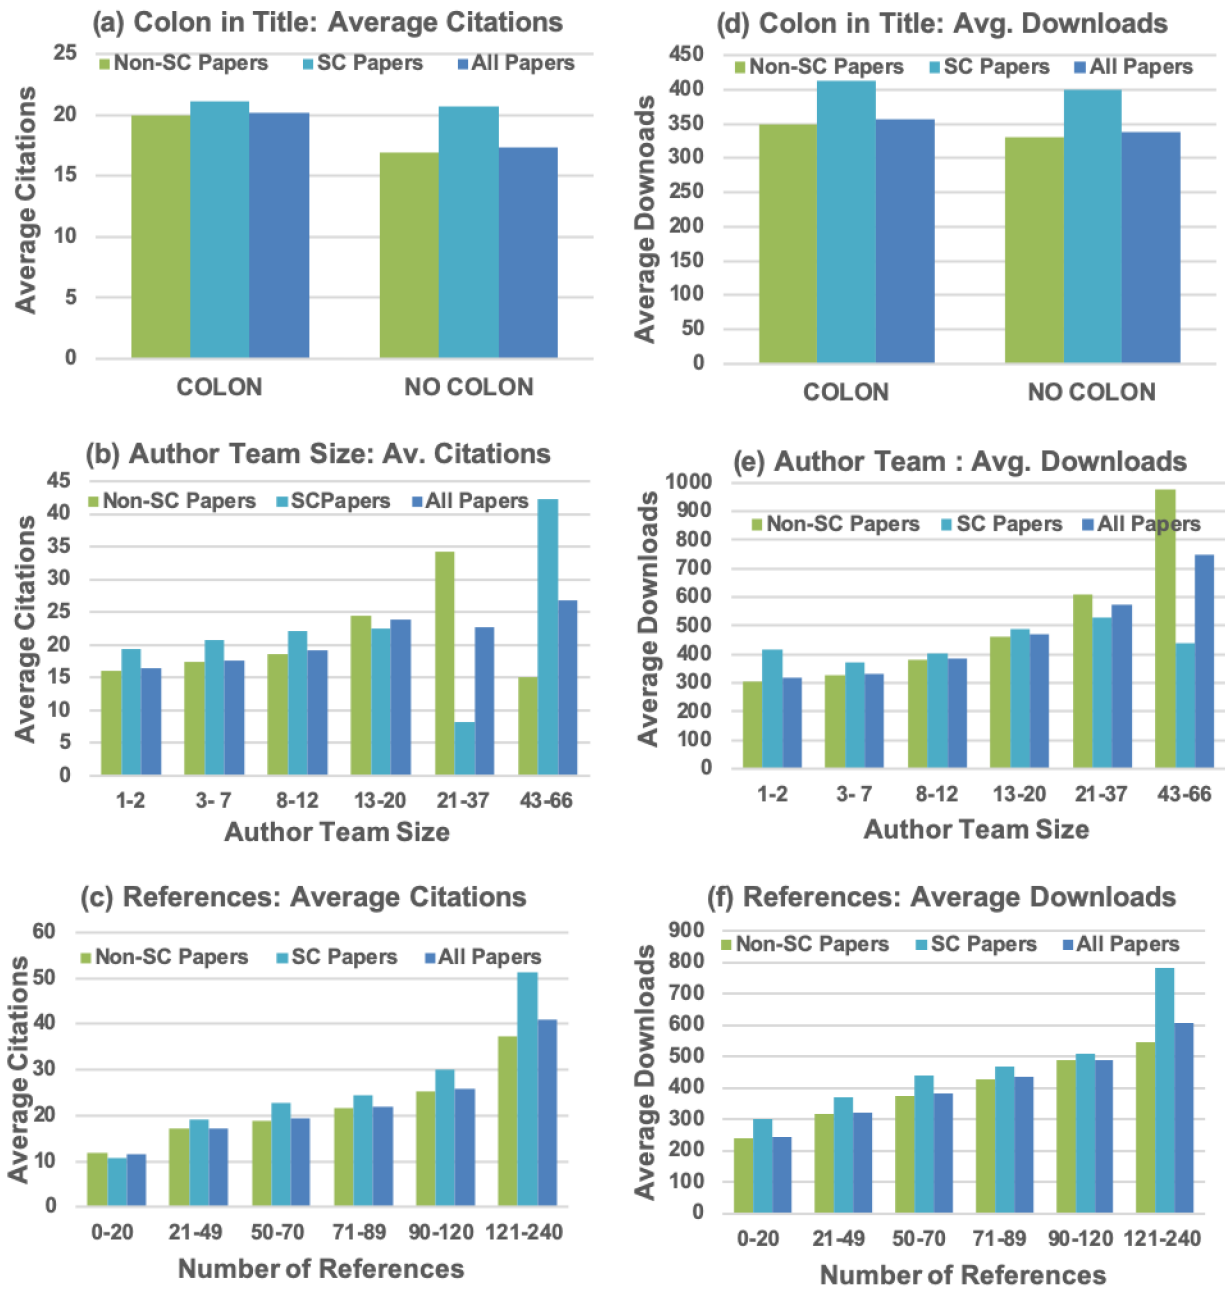 (a) Colon in Title: Average Citations
Non-SC Papers SC Papers All Papers
Average Citations
25
20
15
10
5
0
COLON NO COLON
(d) Colon in Title: Avg. Downloads
Non-SC Papers SC Papers All Papers
Average Downoads
450
400
350
300
250
200
150
100
50
0
COLON NO COLON
(b) Author Team Size: Av. Citations
Non-SC Papers SCPapers All Papers
Average Citations
45
40
35
30
25
20
15
10
5
0
1-2 3- 7 8-12 13-20 21-37 43-66
Author Team Size
(e) Author Team : Avg. Downloads
Non-SC Papers SC Papers All Papers
Average Downloads
1000
900
800
700
600
500
400
300
200
100
0
1-2 3- 7 8-12 13-20 21-37 43-66
Author Team Size
(c) References: Average Citations
Non-SC Papers SC Papers All Papers
Average Citations
60
50
40
30
20
10
0
0-20 21-49 50-70 71-89 90-120 121-240
Number of References
(f) References: Average Downloads
Non-SC Papers SC Papers All Papers
Average Downloads
900
800
700
600
500
400
300
200
100
0
0-20 21-49 50-70 71-89 90-120 121-240
Number of References